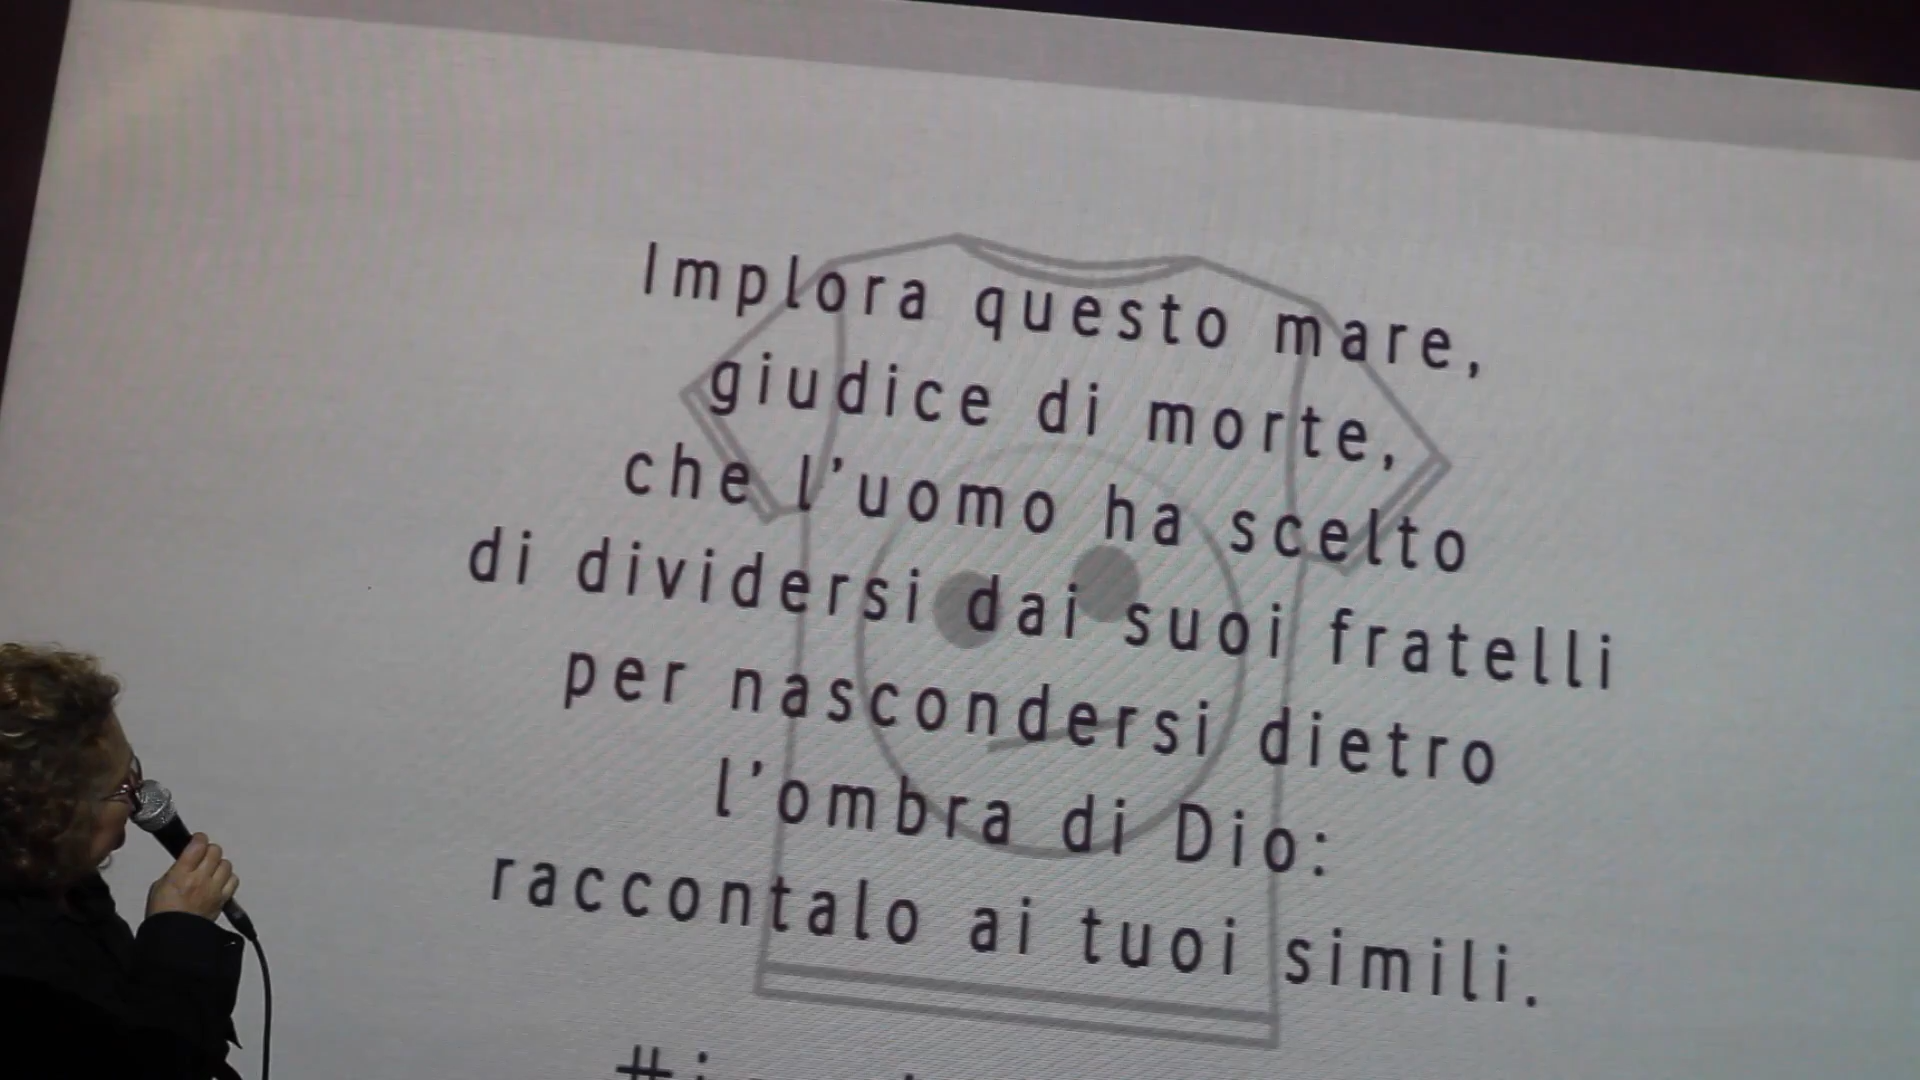 Implora questo mare,
giudice di morte,
che l'uomo ha scelto
di dividersi dai suoi fratelli
per nascondersi dietro
l'ombra di Dio:
raccontalo ai tuoi simili.